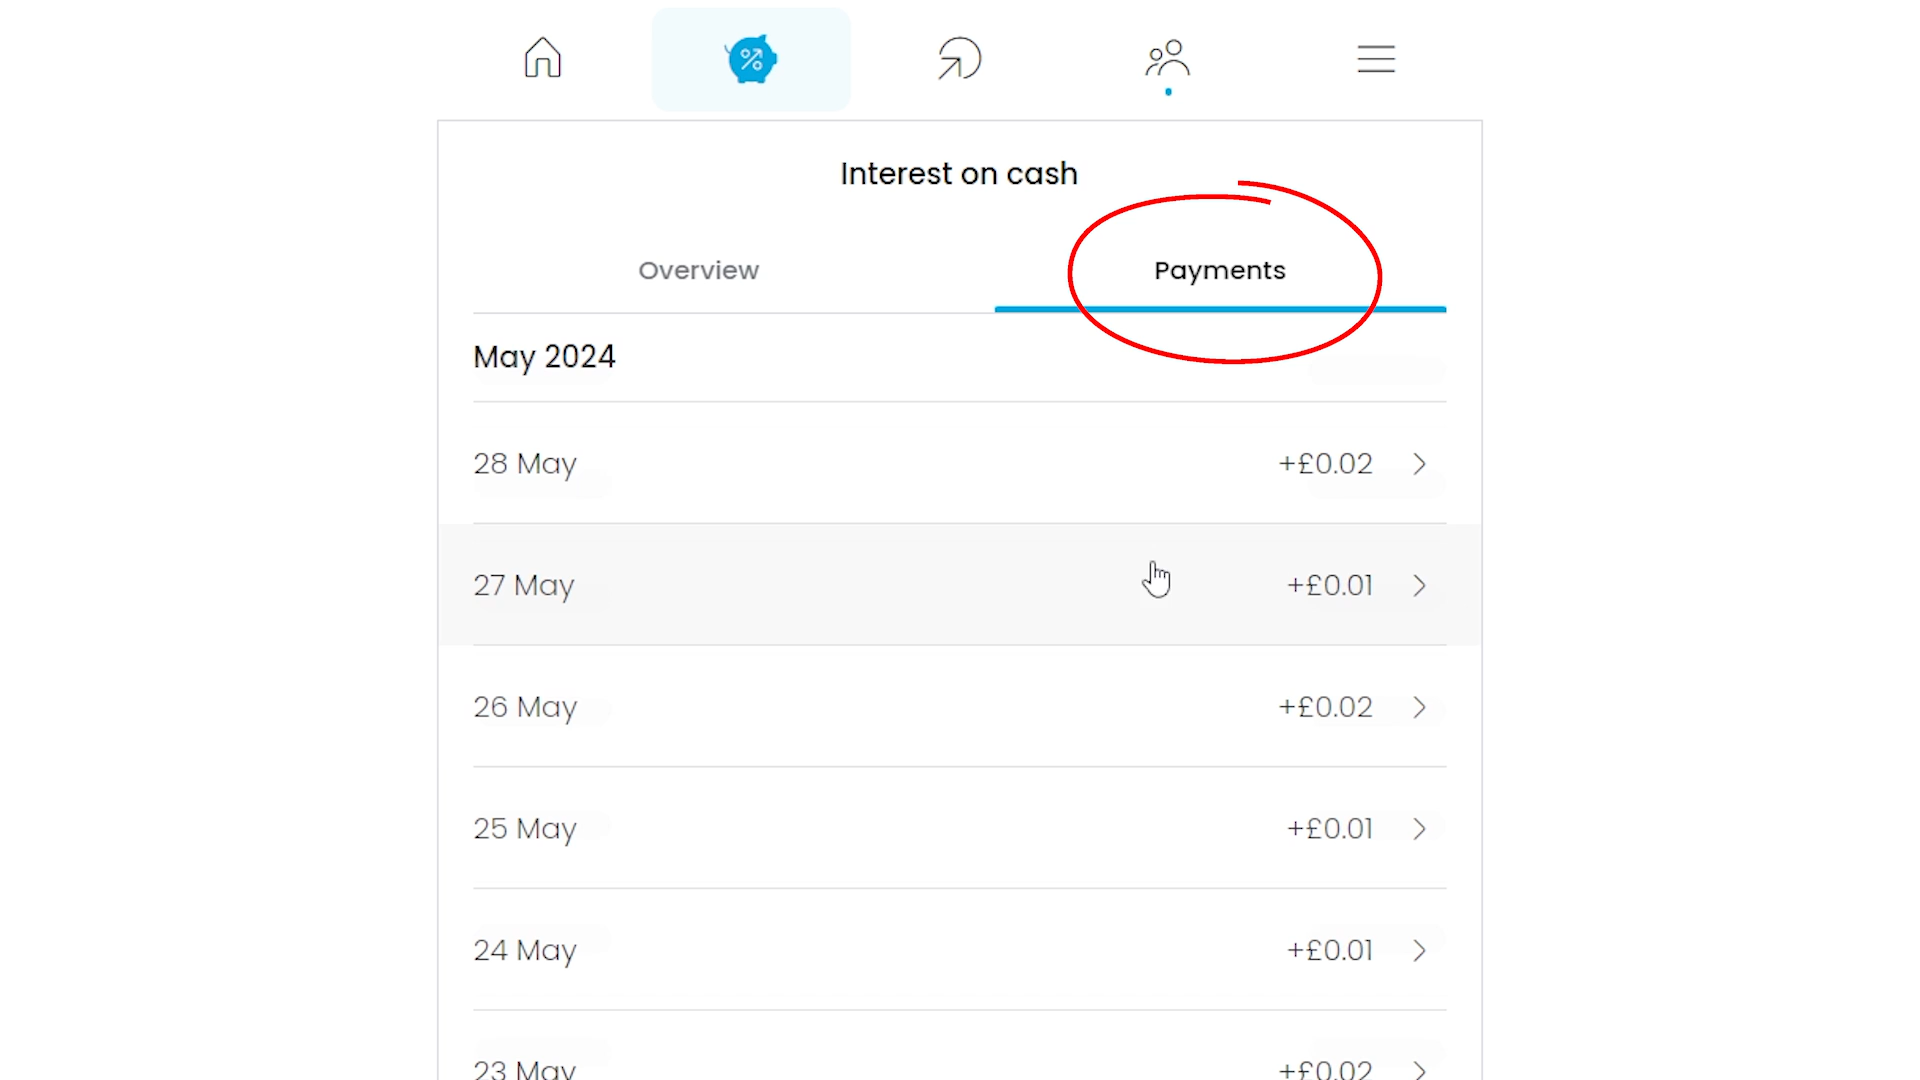 Interest on cash
Overview Payments
May 2024
28 May +£0.02
27 May +£0.01
26 May +£0.02
25 May +£0.01
24 May +£0.01
23 May +£0.02